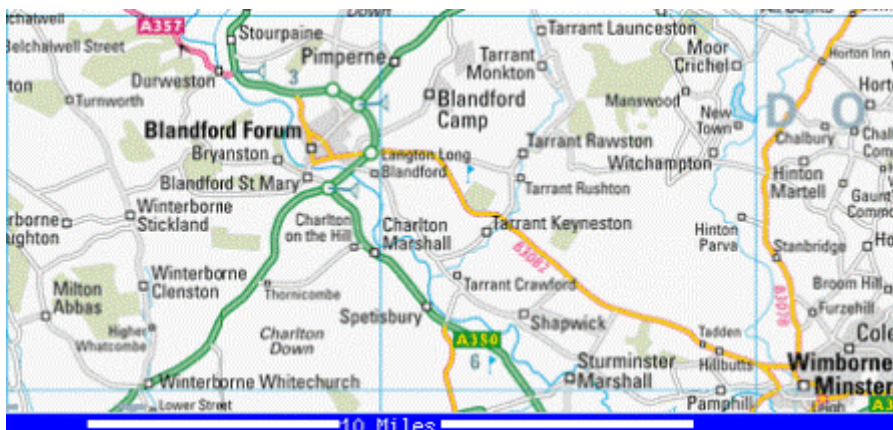 A357
Stourpaine
Down
Tarrant Launceston
Belchalwell Street
Pimperne
Tarrant
Monkton
Moor
Crichel
Horton Inn
Durweston
3
Turnworth
Blandford
Camp
Manswood
New
Town
D O
Chalbury
Blandford Forum
Bryanston
Langton Long
Blandford
Tarrant Rawston
Witchampton
Hinton
Martell
Blandford St Mary
Tarrant Rushton
Winterborne
Stickland
Charlton
on the Hill
Charlton
Marshall
Tarrant Keyneston
Hinton
Parva
B3082
Stanbridge
Milton
Abbas
Winterborne
Clenston
Thornicombe
Tarrant Crawford
Broom Hill
B3078
Furzehill
Higher
Whatcombe
Charlton
Down
Spetisbury
Shapwick
A350
6
Tadden
Hillbutts
Sturminster
Marshall
Wimborne
Minster
Winterborne Whitechurch
Lower Street
Pamphill
Leigh
10 Miles